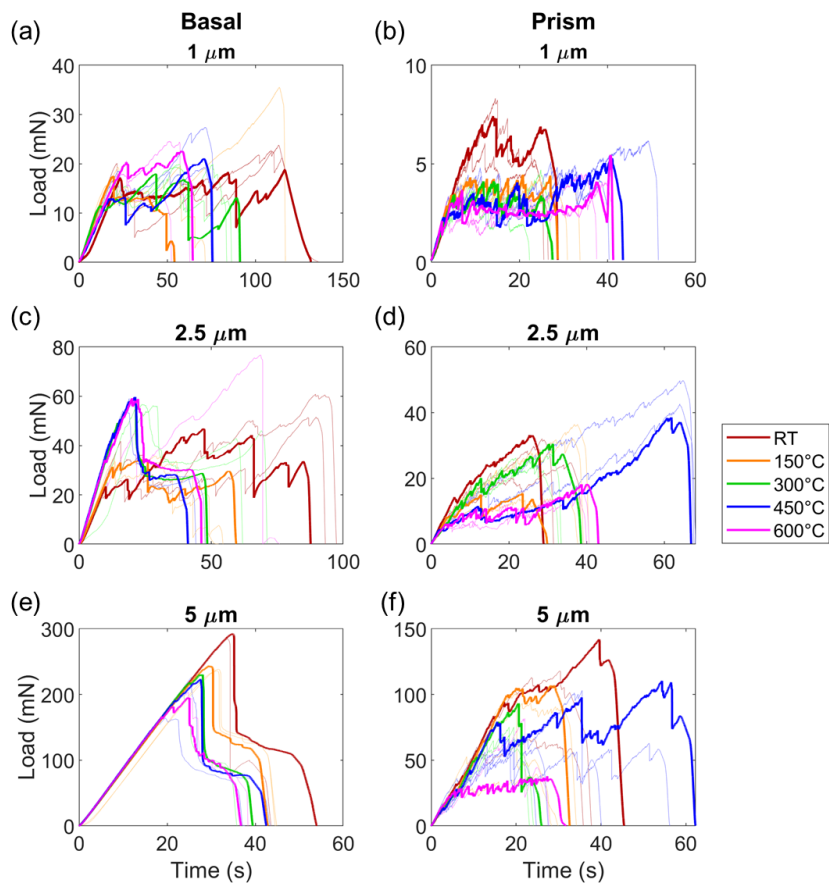 Basal
Prism
(a)
1 μm
(b)
1 μm
Load (mN)
40
30
20
10
0
0 50 100 150
10
5
0
0 20 40 60
(c)
2.5 μm
(d)
2.5 μm
Load (mN)
80
60
40
20
0
0 50 100
60
40
20
0
0 20 40 60
RT
150°C
300°C
450°C
600°C
(e)
5 μm
(f)
5 μm
Load (mN)
300
200
100
0
0 20 40 60
Time (s)
150
100
50
0
0 20 40 60
Time (s)